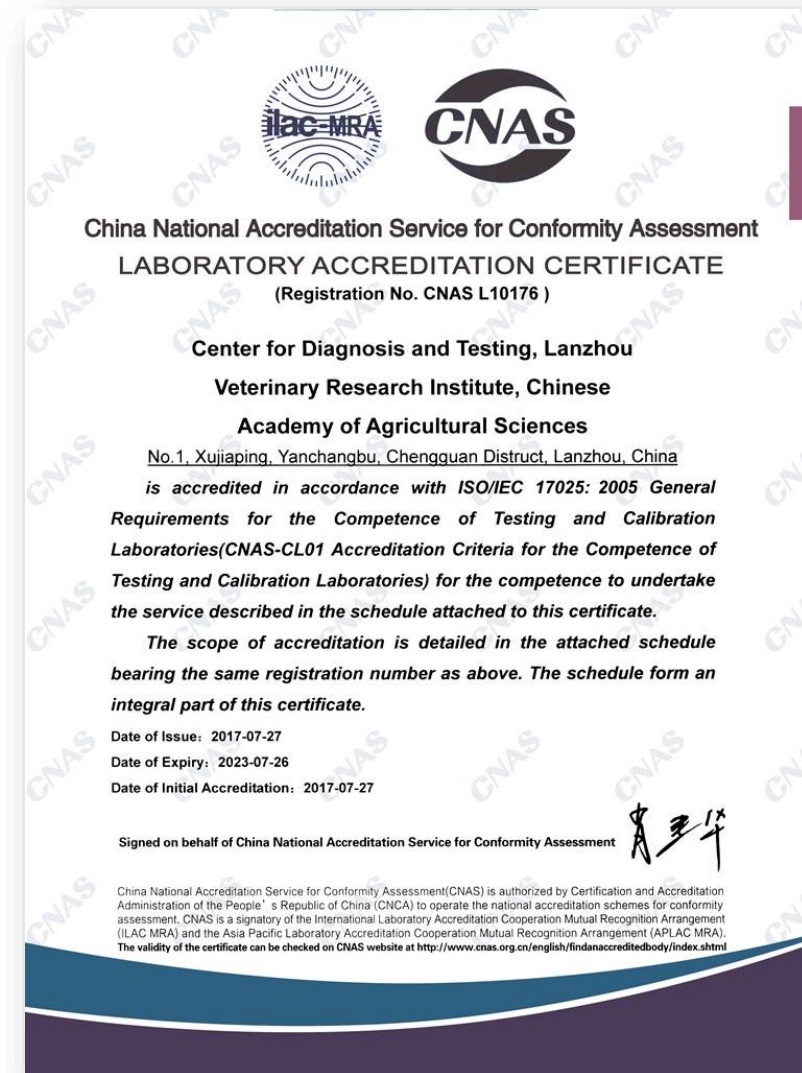 ilac-MRA
CNAS
China National Accreditation Service for Conformity Assessment
LABORATORY ACCREDITATION CERTIFICATE
(Registration No. CNAS L10176 )
Center for Diagnosis and Testing, Lanzhou
Veterinary Research Institute, Chinese
Academy of Agricultural Sciences
No.1, Xujiaping, Yanchangbu, Chengguan Distruct, Lanzhou, China
is accredited in accordance with ISO/IEC 17025: 2005 General
Requirements for the Competence of Testing and Calibration
Laboratories(CNAS-CL01 Accreditation Criteria for the Competence of
Testing and Calibration Laboratories) for the competence to undertake
the service described in the schedule attached to this certificate.
The scope of accreditation is detailed in the attached schedule
bearing the same registration number as above. The schedule form an
integral part of this certificate.
Date of Issue: 2017-07-27
Date of Expiry: 2023-07-26
Date of Initial Accreditation: 2017-07-27
Signed on behalf of China National Accreditation Service for Conformity Assessment
China National Accreditation Service for Conformity Assessment(CNAS) is authorized by Certification and Accreditation
Administration of the People's Republic of China (CNCA) to operate the national accreditation schemes for conformity
assessment. CNAS is a signatory of the International Laboratory Accreditation Cooperation Mutual Recognition Arrangement
(ILAC MRA) and the Asia Pacific Laboratory Accreditation Cooperation Mutual Recognition Arrangement (APLAC MRA).
The validity of the certificate can be checked on CNAS website at http://www.cnas.org.cn/english/findanaccreditedbody/index.shtml